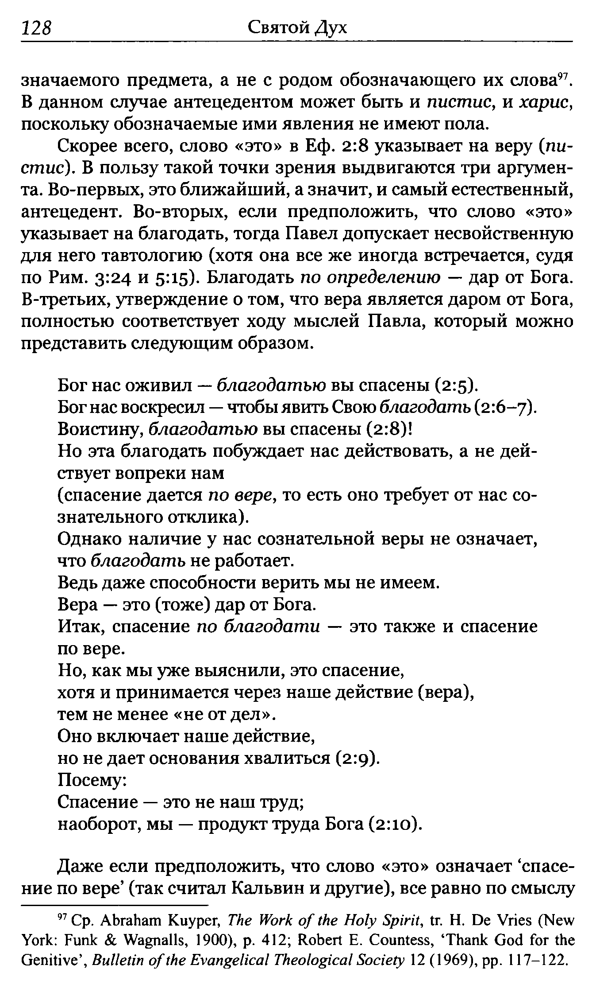 128 Святой Дух
значаемого предмета, а не с родом обозначающего их слова⁹⁷.
В данном случае антецедентом может быть и пистис, и харис,
поскольку обозначаемые ими явления не имеют пола.
Скорее всего, слово «это» в Еф. 2:8 указывает на веру (пи-
стис). В пользу такой точки зрения выдвигаются три аргумен-
та. Во-первых, это ближайший, а значит, и самый естественный,
антецедент. Во-вторых, если предположить, что слово «это»
указывает на благодать, тогда Павел допускает несвойственную
для него тавтологию (хотя она все же иногда встречается, судя
по Рим. 3:24 и 5:15). Благодать по определению — дар от Бога.
В-третьих, утверждение о том, что вера является даром от Бога,
полностью соответствует ходу мыслей Павла, который можно
представить следующим образом.
Бог нас оживил — благодатью вы спасены (2:5).
Бог нас воскресил — чтобы явить Свою благодать (2:6–7).
Воистину, благодатью вы спасены (2:8)!
Но эта благодать побуждает нас действовать, а не дей-
ствует вопреки нам
(спасение дается по вере, то есть оно требует от нас со-
знательного отклика).
Однако наличие у нас сознательной веры не означает,
что благодать не работает.
Ведь даже способности верить мы не имеем.
Вера — это (тоже) дар от Бога.
Итак, спасение по благодати — это также и спасение
по вере.
Но, как мы уже выяснили, это спасение,
хотя и принимается через наше действие (вера),
тем не менее «не от дел».
Оно включает наше действие,
но не дает основания хвалиться (2:9).
Посему:
Спасение — это не наш труд;
наоборот, мы — продукт труда Бога (2:10).
Даже если предположить, что слово «это» означает ‘спасе-
ние по вере’ (так считал Кальвин и другие), все равно по смыслу
⁹⁷ Ср. Abraham Kuyper, The Work of the Holy Spirit, tr. H. De Vries (New
York: Funk & Wagnalls, 1900), p. 412; Robert E. Countess, ‘Thank God for the
Genitive’, Bulletin of the Evangelical Theological Society 12 (1969), pp. 117–122.